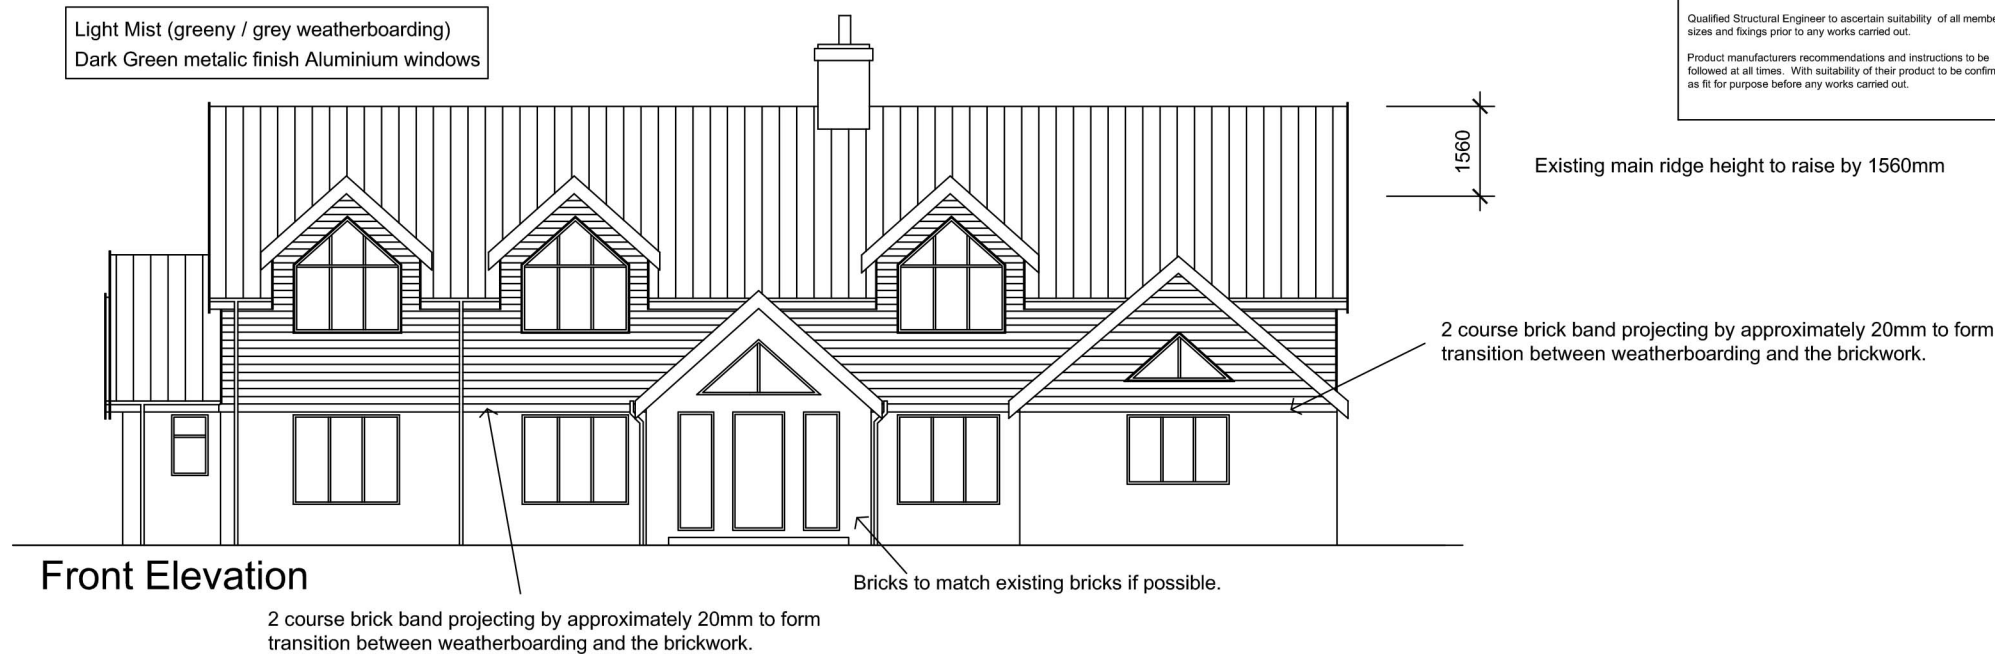 Light Mist (greeny / grey weatherboarding)
Dark Green metalic finish Aluminium windows
Qualified Structural Engineer to ascertain suitability of all
sizes and fixings prior to any works carried out.
Product manufacturers recommendations and instructions to be
followed at all times. With suitability of their product to be
as fit for purpose before any works carried out.
1560
Existing main ridge height to raise by 1560mm
2 course brick band projecting by approximately 20mm to form
transition between weatherboarding and the brickwork.
Front Elevation
Bricks to match existing bricks if possible.
2 course brick band projecting by approximately 20mm to form
transition between weatherboarding and the brickwork.